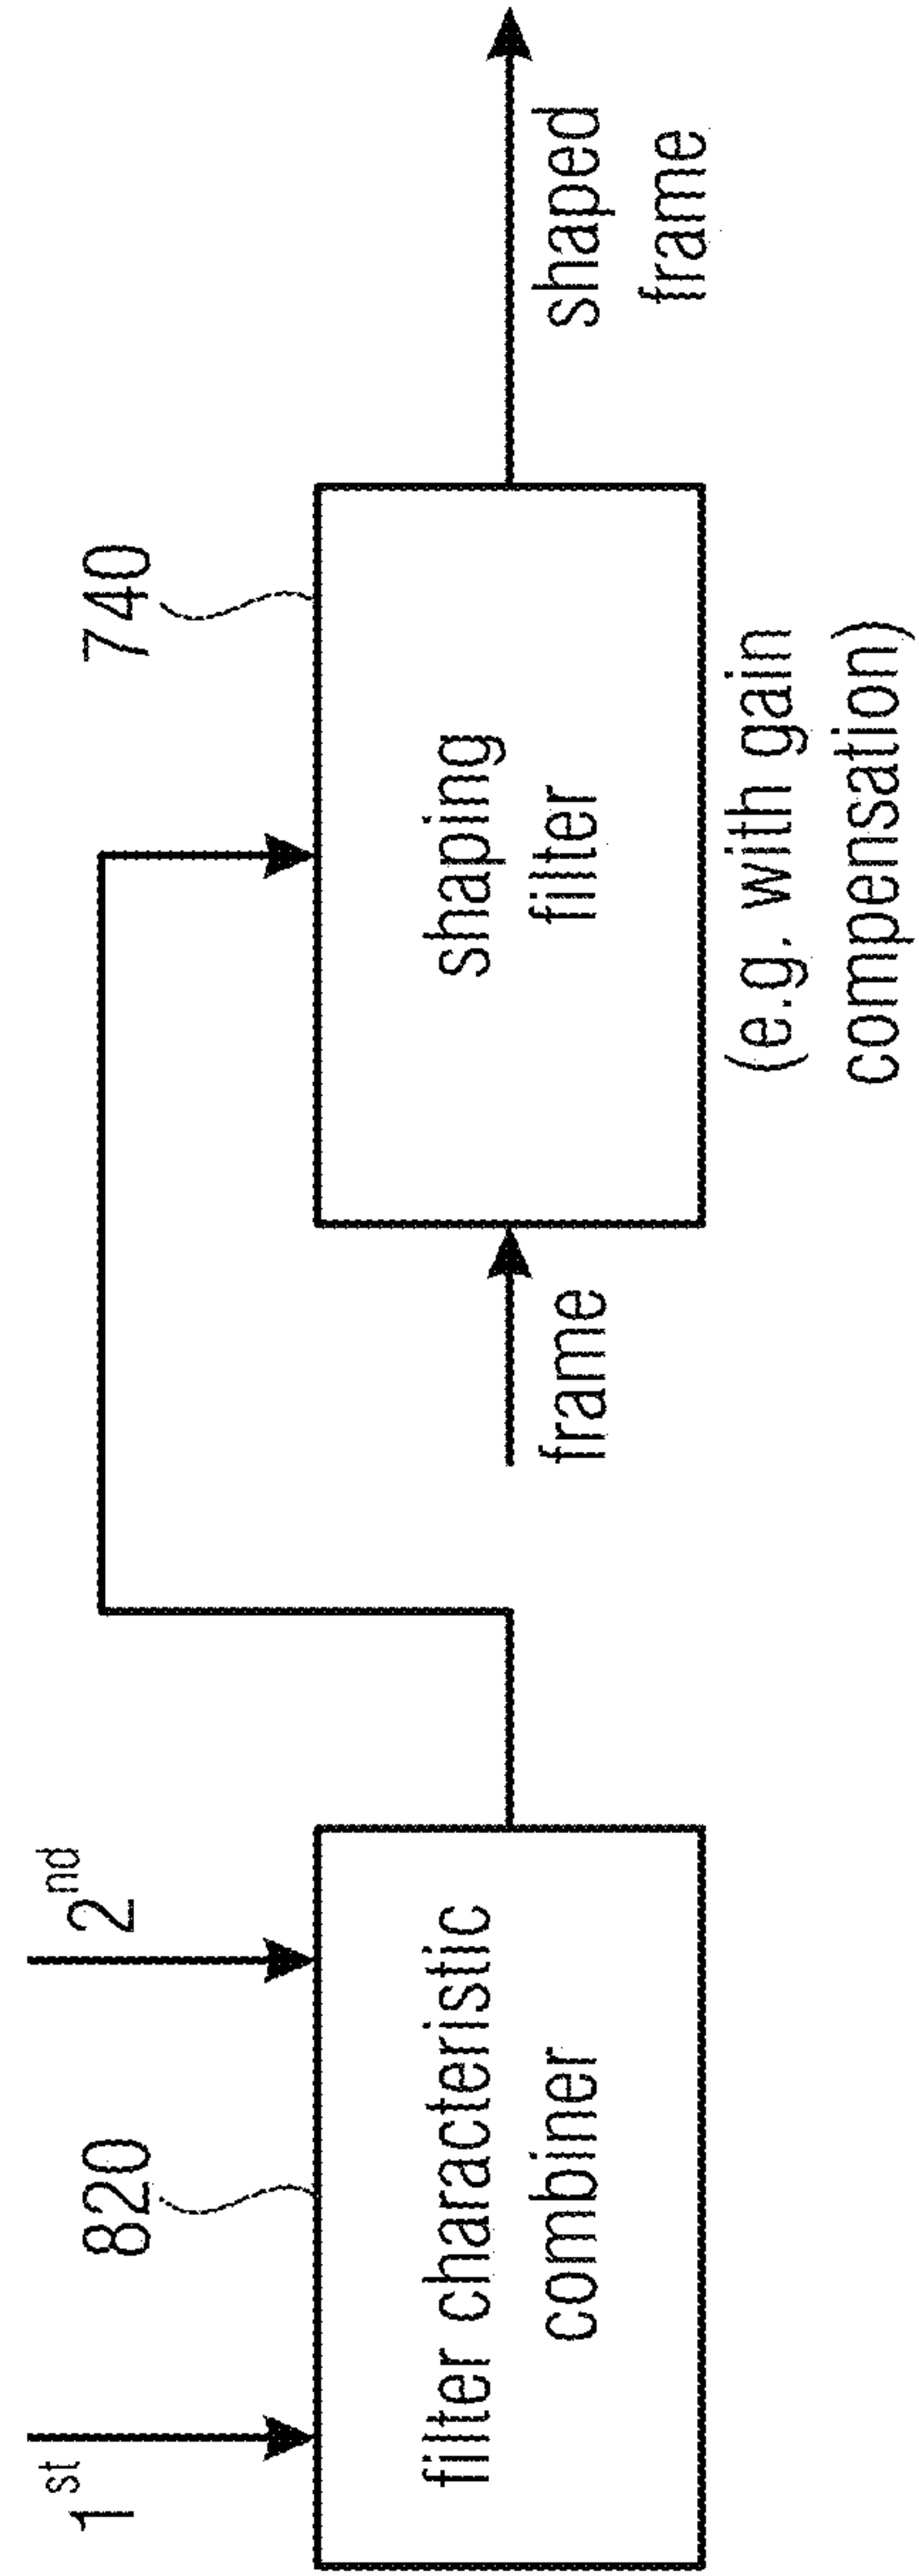 1st
820
2nd
filter characteristic
combiner
frame
740
shaping
filter
(e.g. with gain
compensation)
shaped
frame